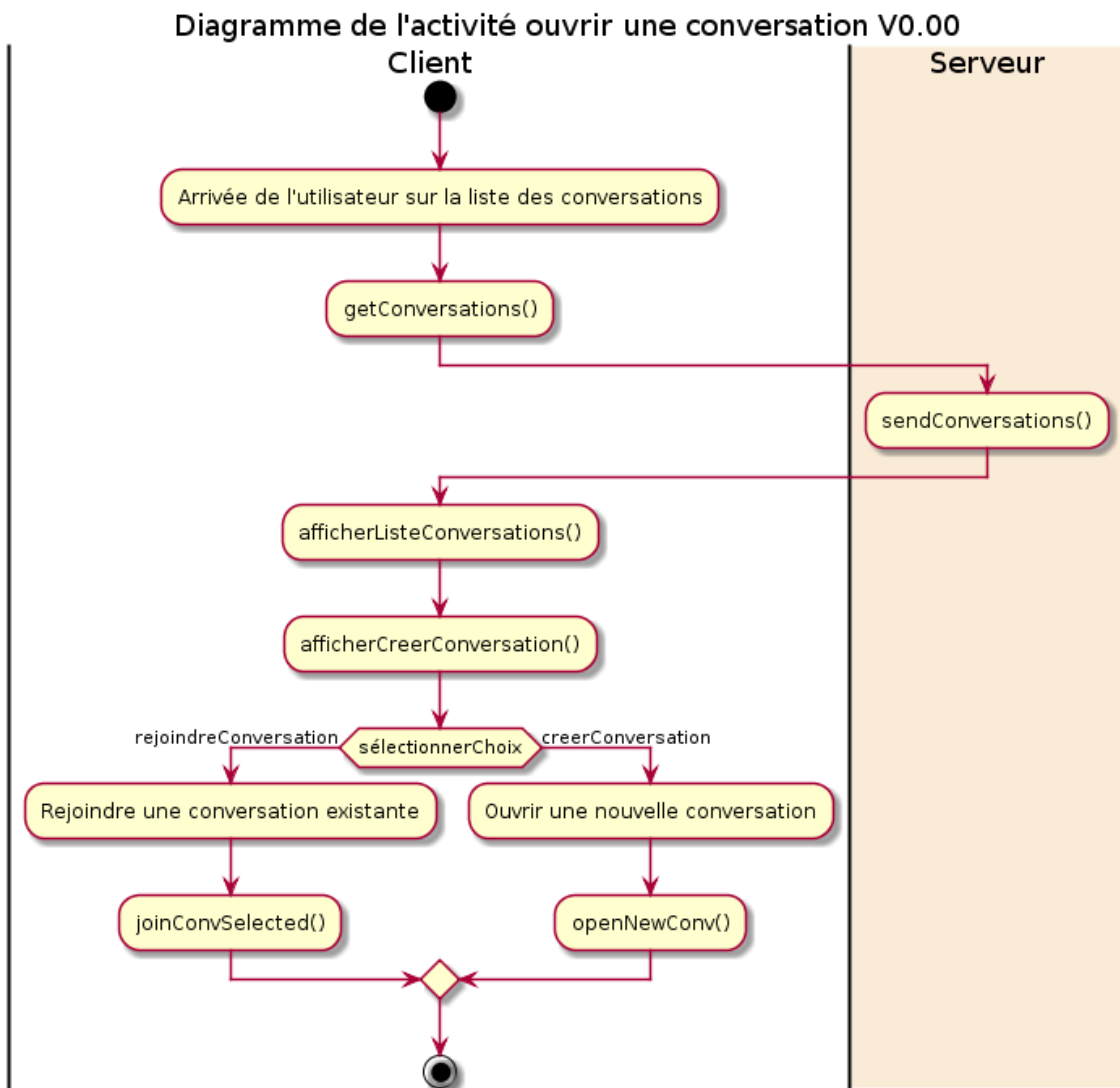 Diagramme de l'activité ouvrir une conversation V0.00
Client
Serveur
Arrivée de l'utilisateur sur la liste des conversations
getConversations()
sendConversations()
afficherListeConversations()
afficherCreerConversation()
rejoindreConversation
sélectionnerChoix
creerConversation
Rejoindre une conversation existante
Ouvrir une nouvelle conversation
joinConvSelected()
openNewConv()